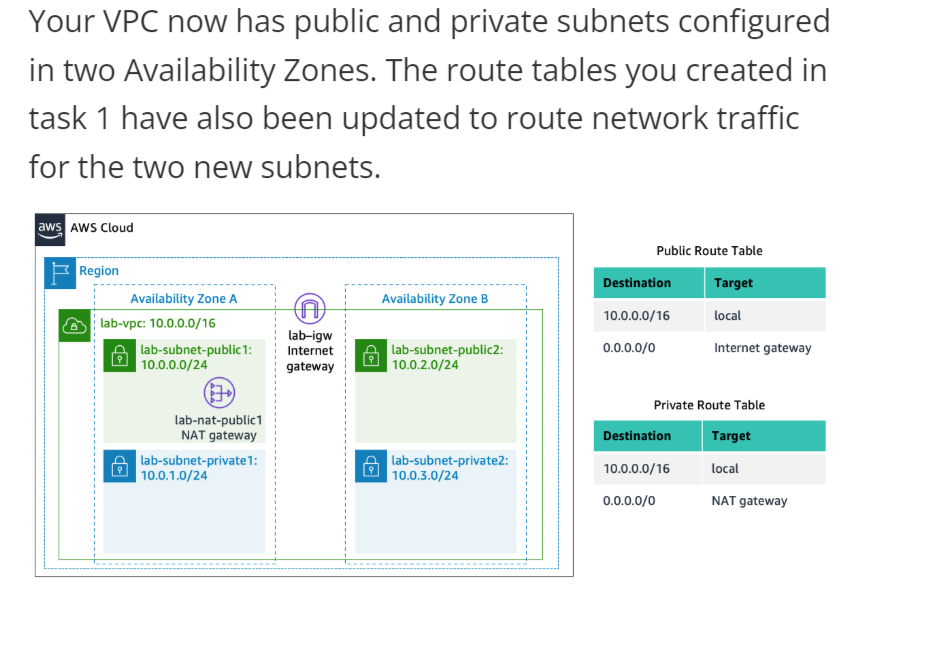 Your VPC now has public and private subnets configured
in two Availability Zones. The route tables you created in
task 1 have also been updated to route network traffic
for the two new subnets.
aws
AWS Cloud
Region
Availability Zone A
Availability Zone B
lab-vpc: 10.0.0.0/16
lab-igw
Internet
gateway
lab-subnet-public1:
10.0.0.0/24
lab-nat-public1
NAT gateway
lab-subnet-public2:
10.0.2.0/24
lab-subnet-private1:
10.0.1.0/24
lab-subnet-private2:
10.0.3.0/24
Public Route Table
Destination Target
10.0.0.0/16 local
0.0.0.0/0 Internet gateway
Private Route Table
Destination Target
10.0.0.0/16 local
0.0.0.0/0 NAT gateway